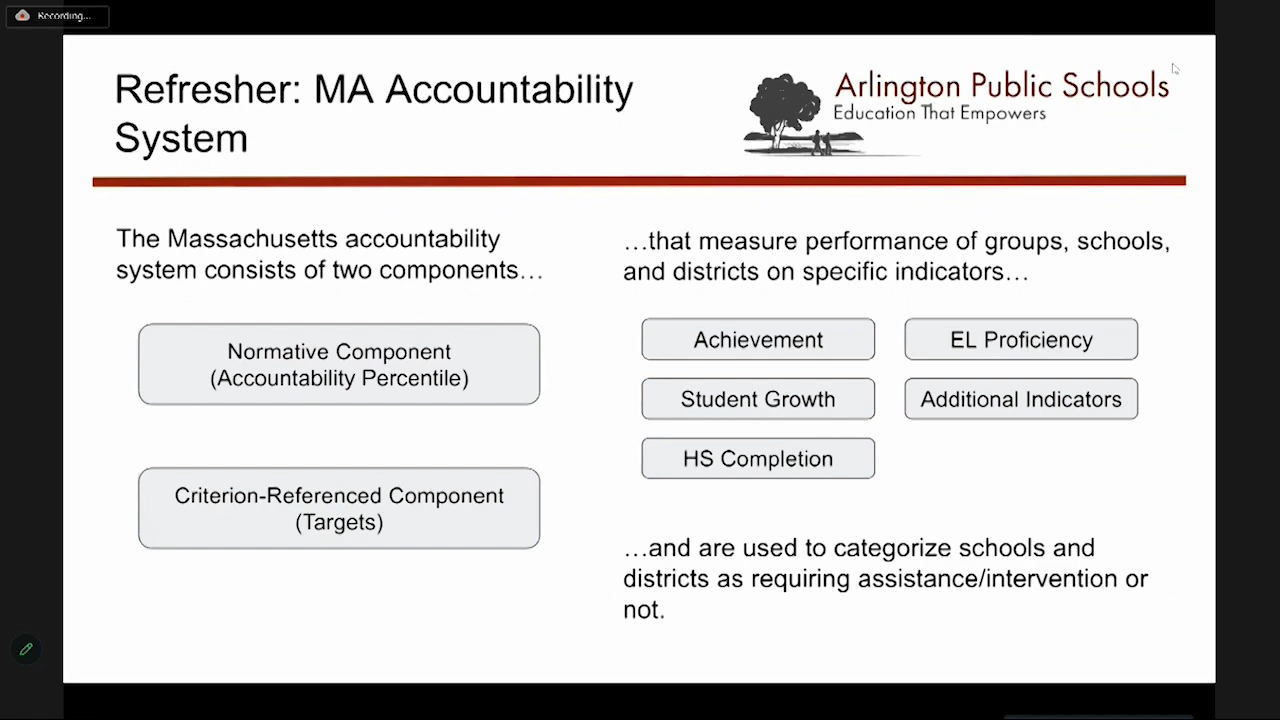 Recording...
Refresher: MA Accountability
System
Arlington Public Schools
Education That Empowers
The Massachusetts accountability
system consists of two components…
Normative Component
(Accountability Percentile)
Criterion-Referenced Component
(Targets)
…that measure performance of groups, schools,
and districts on specific indicators…
Achievement
EL Proficiency
Student Growth
Additional Indicators
HS Completion
…and are used to categorize schools and
districts as requiring assistance/intervention or
not.